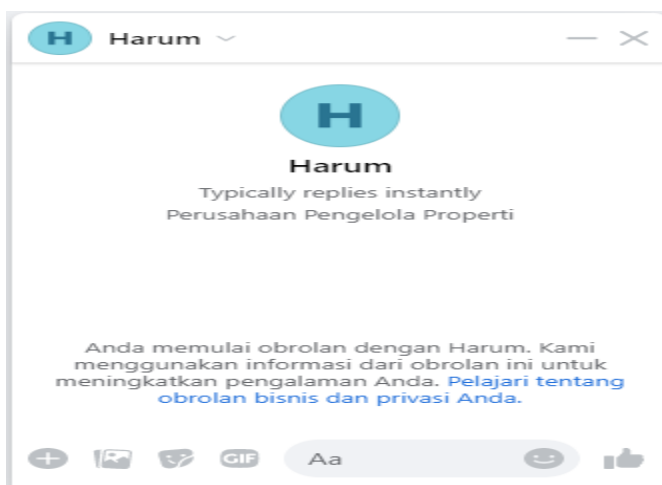 H Harum
H
Harum
Typically replies instantly
Perusahaan Pengelola Properti
Anda memulai obrolan dengan Harum. Kami
menggunakan informasi dari obrolan ini untuk
meningkatkan pengalaman Anda. Pelajari tentang
obrolan bisnis dan privasi Anda.
GIF Aa